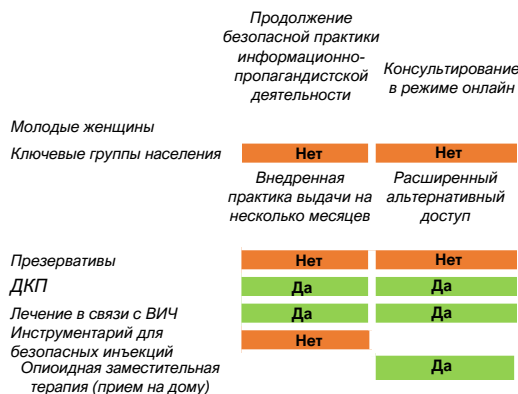 Продолжение
безопасной практики
информационно-
пропагандистской
деятельности
Консультирование
в режиме онлайн
Молодые женщины
Ключевые группы населения Нет Нет
Внедренная
практика выдачи на
несколько месяцев
Расширенный
альтернативный
доступ
Презервативы Нет Нет
ДКП Да Да
Лечение в связи с ВИЧ Да Да
Инструментарий для
безопасных инъекций Нет
Опиоидная заместительная
терапия (прием на дому) Да